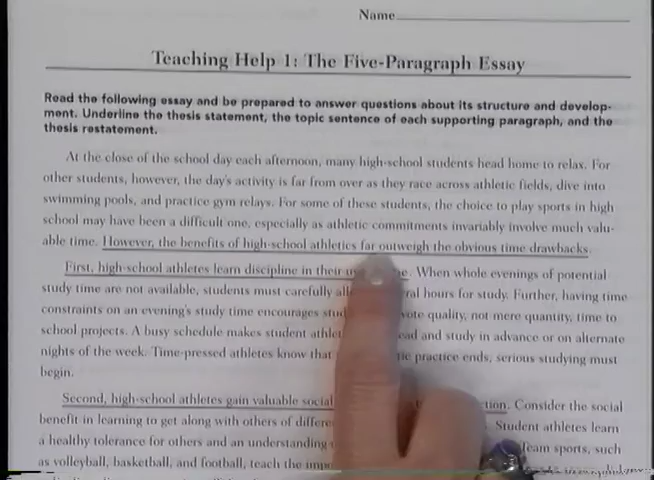 Name
Teaching Help 1: The Five-Paragraph Essay
Read the following essay and be prepared to answer questions about its structure and develop-
ment. Underline the thesis statement, the topic sentence of each supporting paragraph, and the
thesis restatement.
At the close of the school day each afternoon, many high-school students head home to relax. For
other students, however, the day's activity is far from over as they race across athletic fields, dive into
swimming pools, and practice gym relays. For some of these students, the choice to play sports in high
school may have been a difficult one, especially as athletic commitments invariably involve much valu-
able time. However, the benefits of high-school athletics far outweigh the obvious time drawbacks.
First, high-school athletes learn discipline in their When whole evenings of potential
study time are not available, students must carefully hours for study. Further, having time
constraints on an evening's study time encourages quality, not mere quantity, time to
school projects. A busy schedule makes student and study in advance or on alternate
nights of the week. Time-pressed athletes know that practice ends, serious studying must
begin.
Second, high-school athletes gain valuable social Consider the social
benefit in learning to get along with others of Student athletes learn
a healthy tolerance for others and an understanding Team sports, such
as volleyball, basketball, and football, teach the